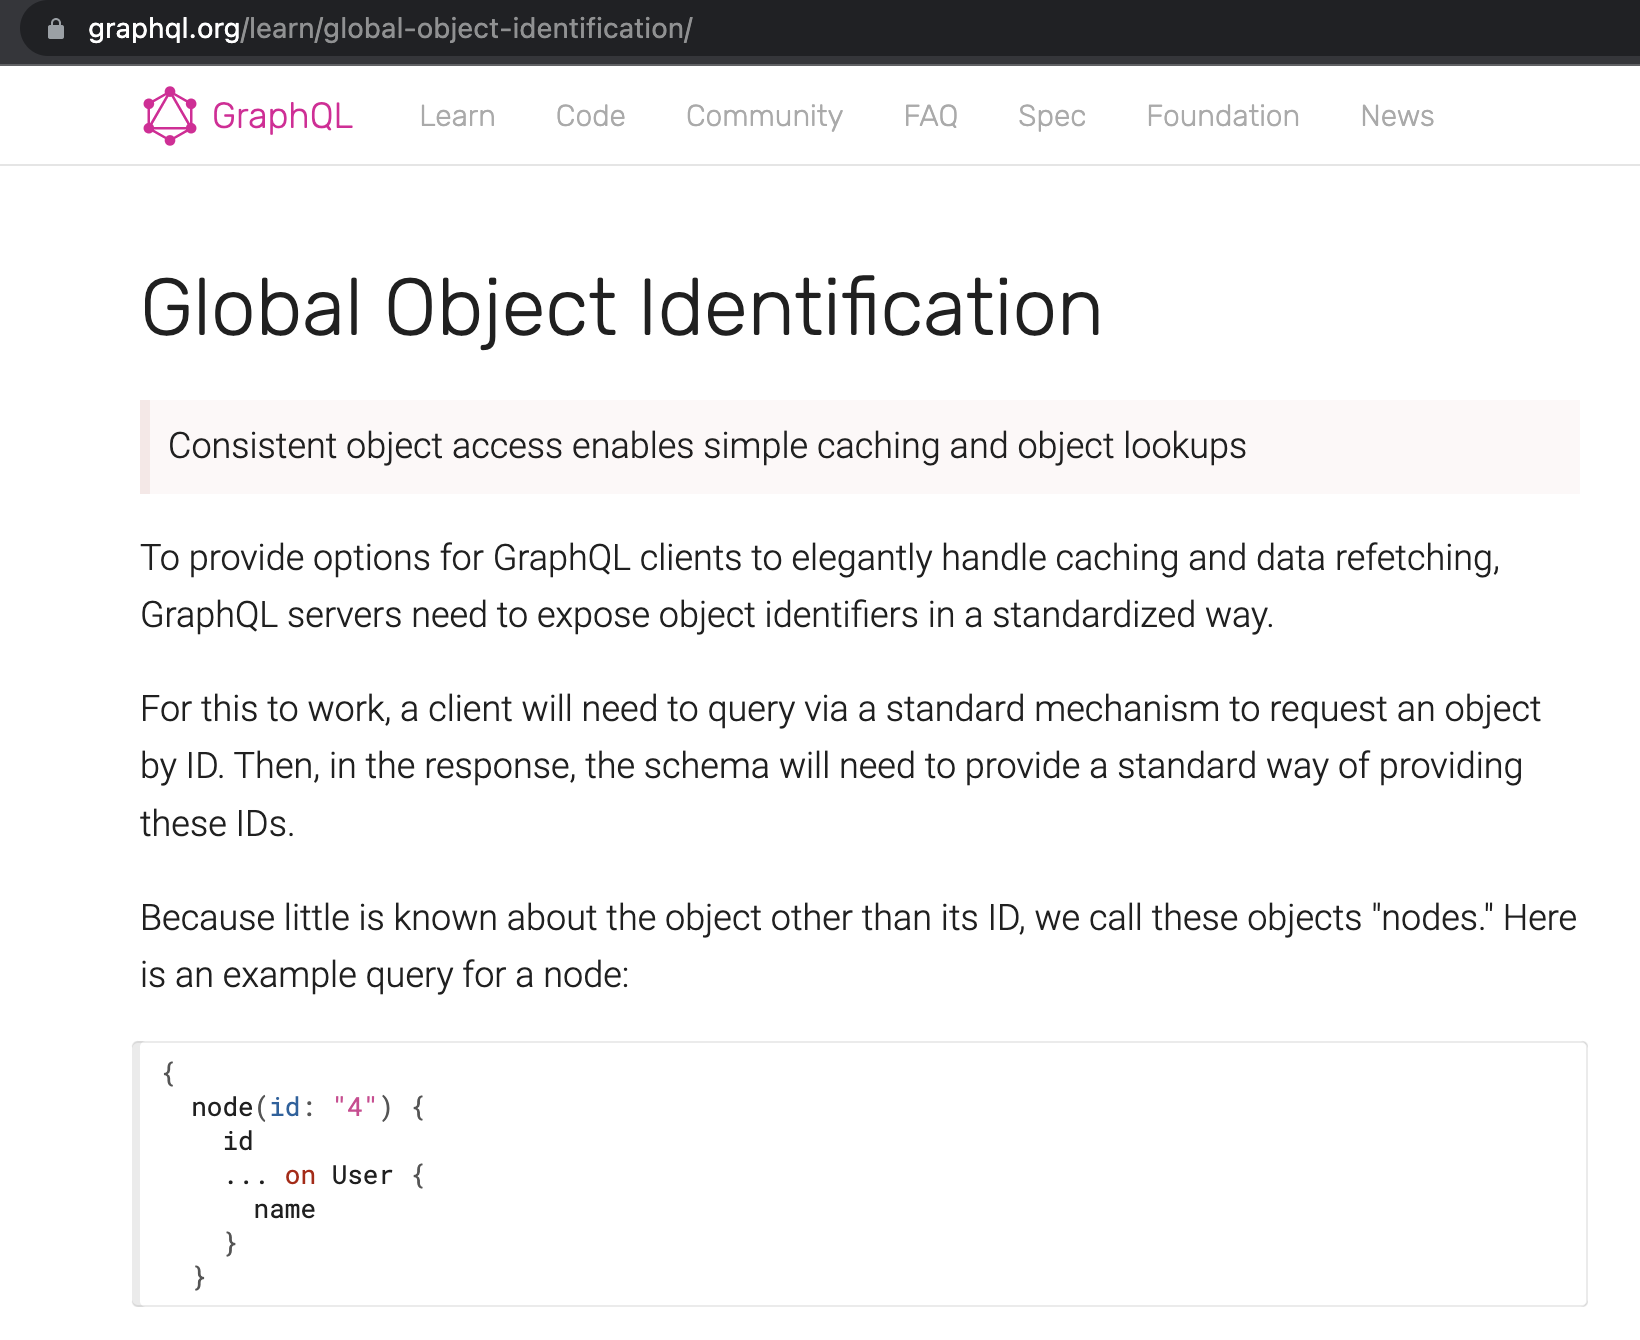 graphql.org/learn/global-object-identification/
GraphQL Learn Code Community FAQ Spec Foundation News
Global Object Identification
Consistent object access enables simple caching and object lookups
To provide options for GraphQL clients to elegantly handle caching and data refetching,
GraphQL servers need to expose object identifiers in a standardized way.
For this to work, a client will need to query via a standard mechanism to request an object
by ID. Then, in the response, the schema will need to provide a standard way of providing
these IDs.
Because little is known about the object other than its ID, we call these objects "nodes." Here
is an example query for a node:
{
  node(id: "4") {
    id
    ... on User {
      name
    }
  }